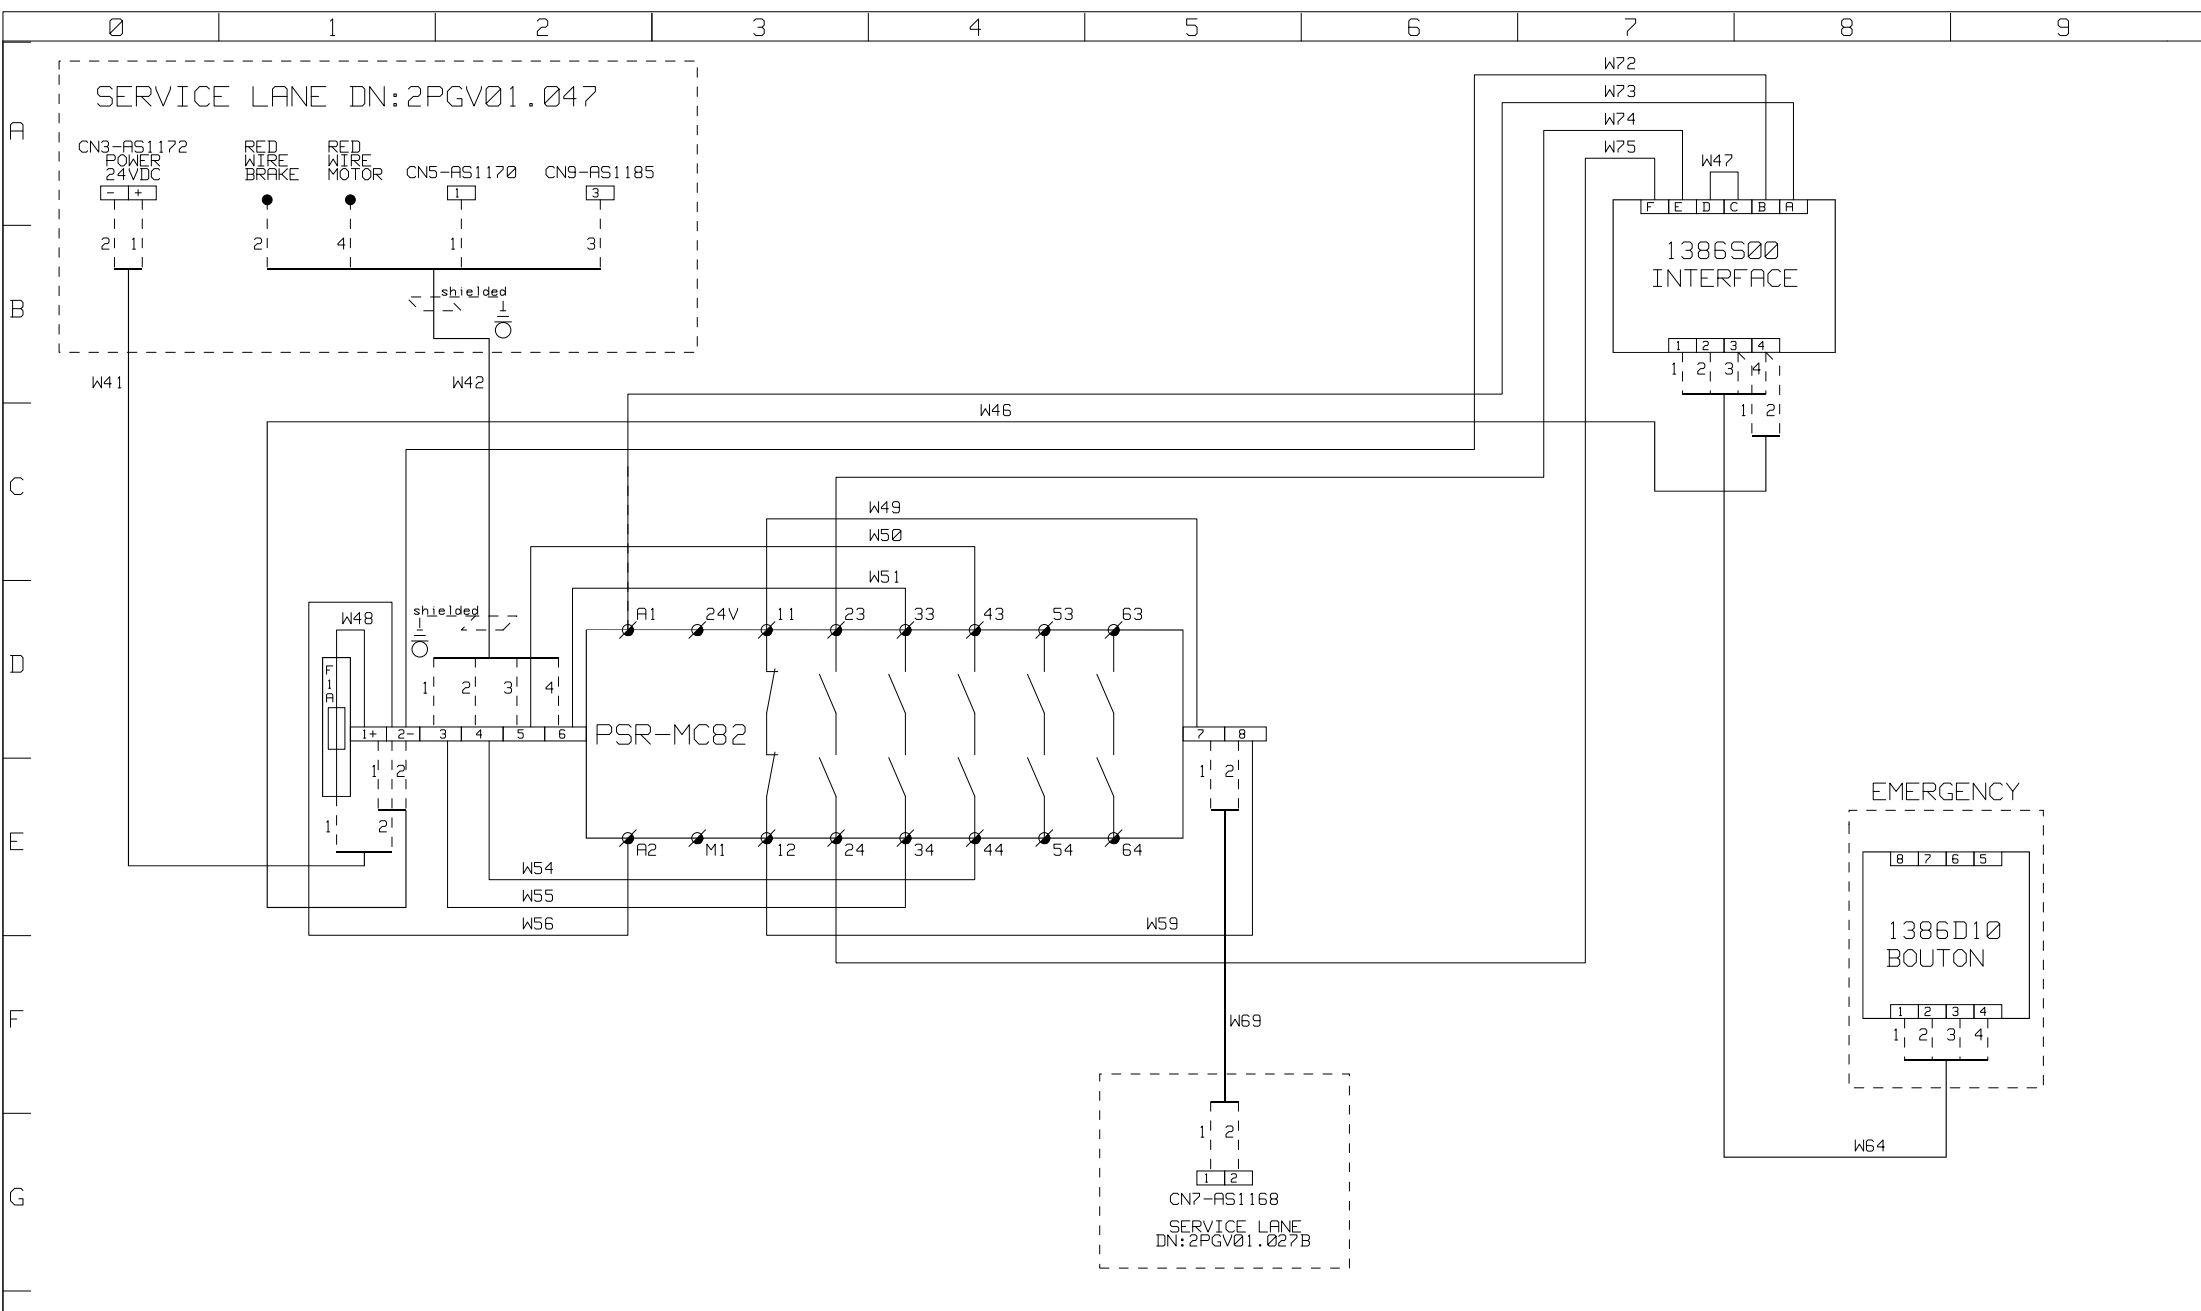 0 1 2 3 4 5 6 7 8 9
A
B
C
D
E
F
G
SERVICE LANE DN:2PGV01.047
CN3-AS1172
POWER
24VDC
- +
2 1
RED
WIRE
BRAKE
2
RED
WIRE
MOTOR
4
CN5-AS1170
1
1
CN9-AS1185
3
3
shielded
W41
W42
W72
W73
W74
W75
W47
F E D C B A
1386S00
INTERFACE
1 2 3 4
1 2 3 4
1 2
W46
W49
W50
W51
W48
shielded
F
1
A
1 2 3 4
1+ 2- 3 4 5 6
1 2
1 2
A1 24V 11 23 33 43 53 63
PSR-MC82
A2 M1 12 24 34 44 54 64
7 8
1 2
W54
W55
W56
W59
W69
1 2
1 2
CN7-AS1168
SERVICE LANE
DN:2PGV01.027B
EMERGENCY
8 7 6 5
1386D10
BOUTON
1 2 3 4
1 2 3 4
W64